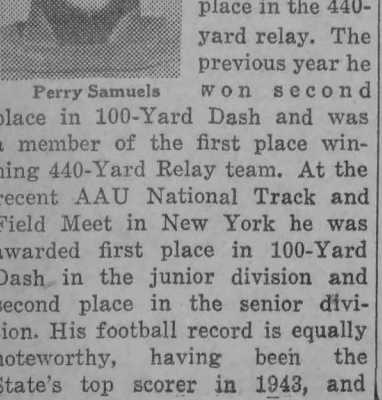 place in the 440-
yard relay. The
previous year he
Perry Samuels
won second
place in 100-Yard Dash and was
a member of the first place win-
ning 440-Yard Relay team. At the
recent AAU National Track and
Field Meet in New York he was
awarded first place in 100-Yard
Dash in the junior division and
second place in the senior divi-
sion. His football record is equally
noteworthy, having been the
State's top scorer in 1943, and